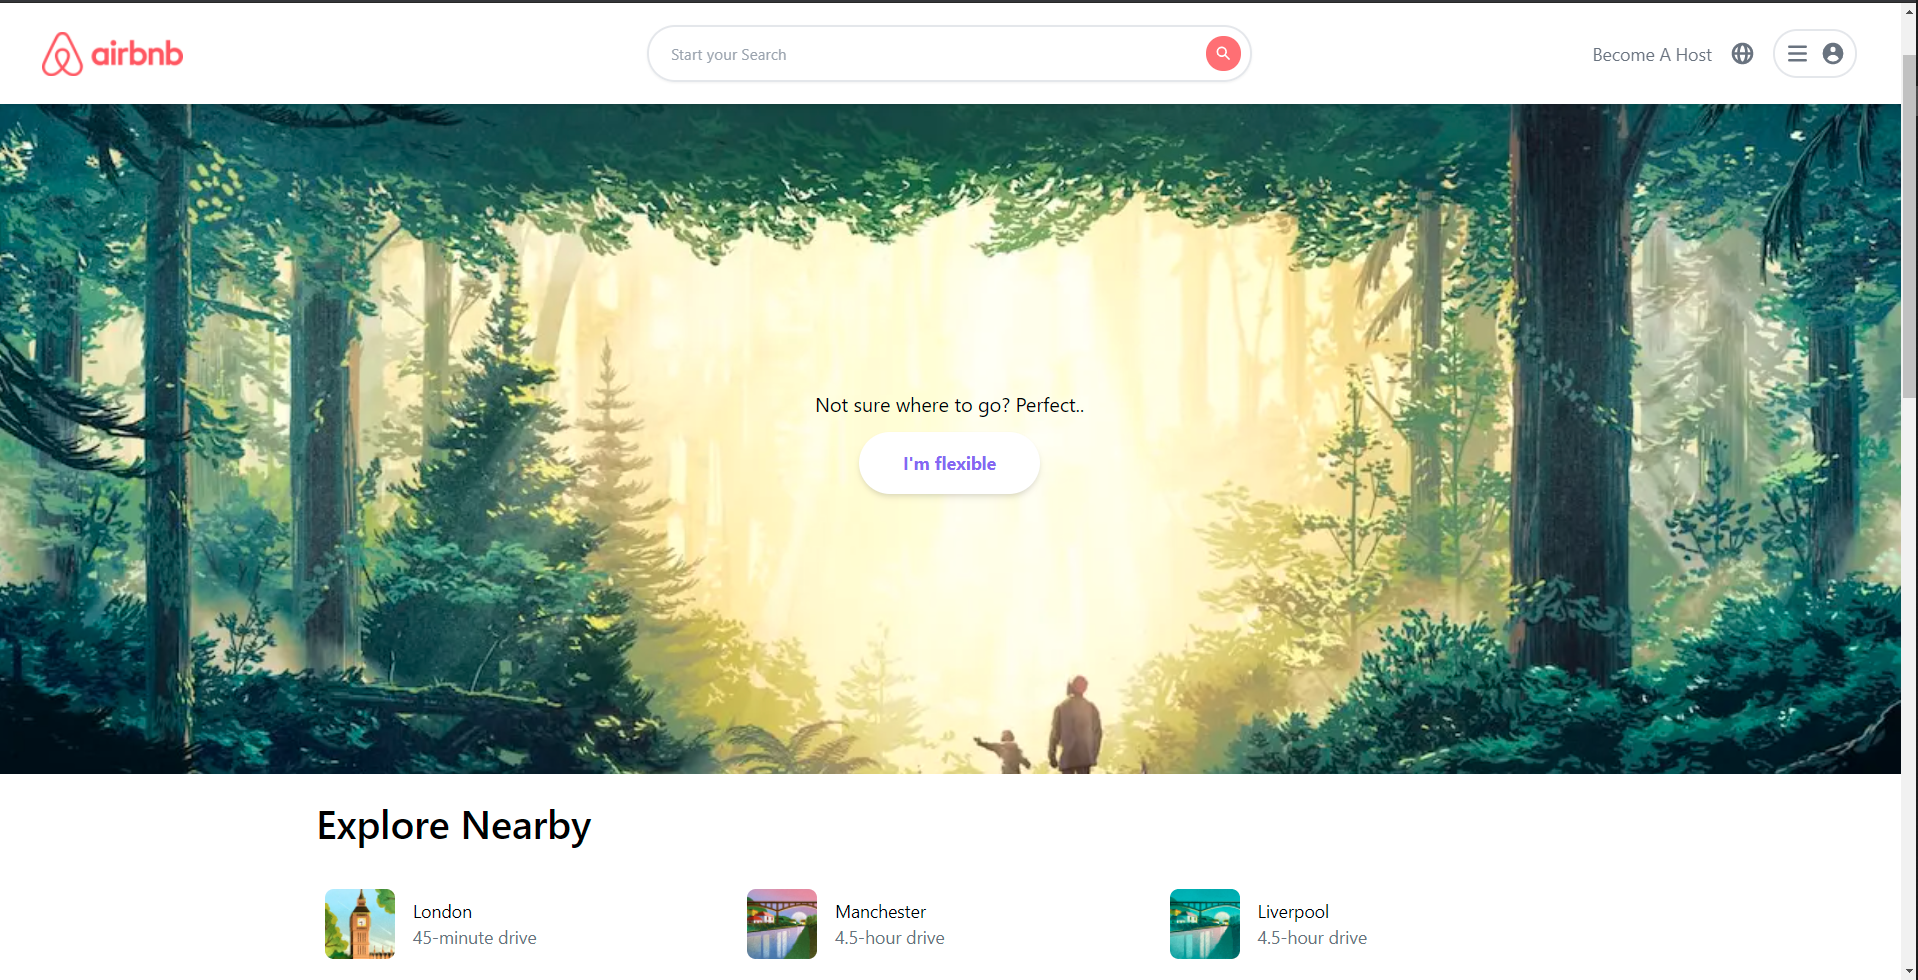 airbnb
Start your Search
Become A Host
Not sure where to go? Perfect..
I'm flexible
Explore Nearby
London
45-minute drive
Manchester
4.5-hour drive
Liverpool
4.5-hour drive